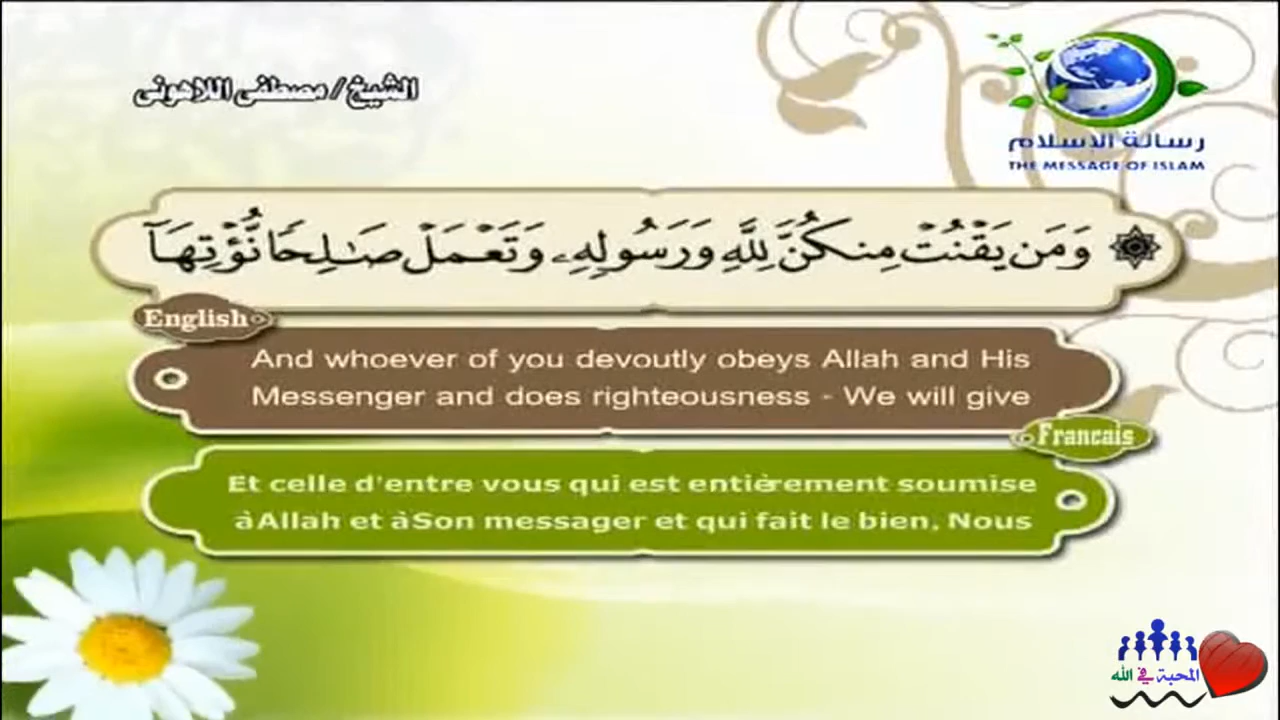 الشيخ / مصطفى اللاهونى
رسالة الاسلام
THE MESSAGE OF ISLAM
۞ وَمَن يَقْنُتْ مِنكُنَّ لِلَّهِ وَرَسُولِهِۦ وَتَعْمَلْ صَـٰلِحًا نُّؤْتِهَآ
English
And whoever of you devoutly obeys Allah and His
Messenger and does righteousness - We will give
Francais
Et celle d'entre vous qui est entièrement soumise
àAllah et àSon messager et qui fait le bien, Nous
المحبة في الله